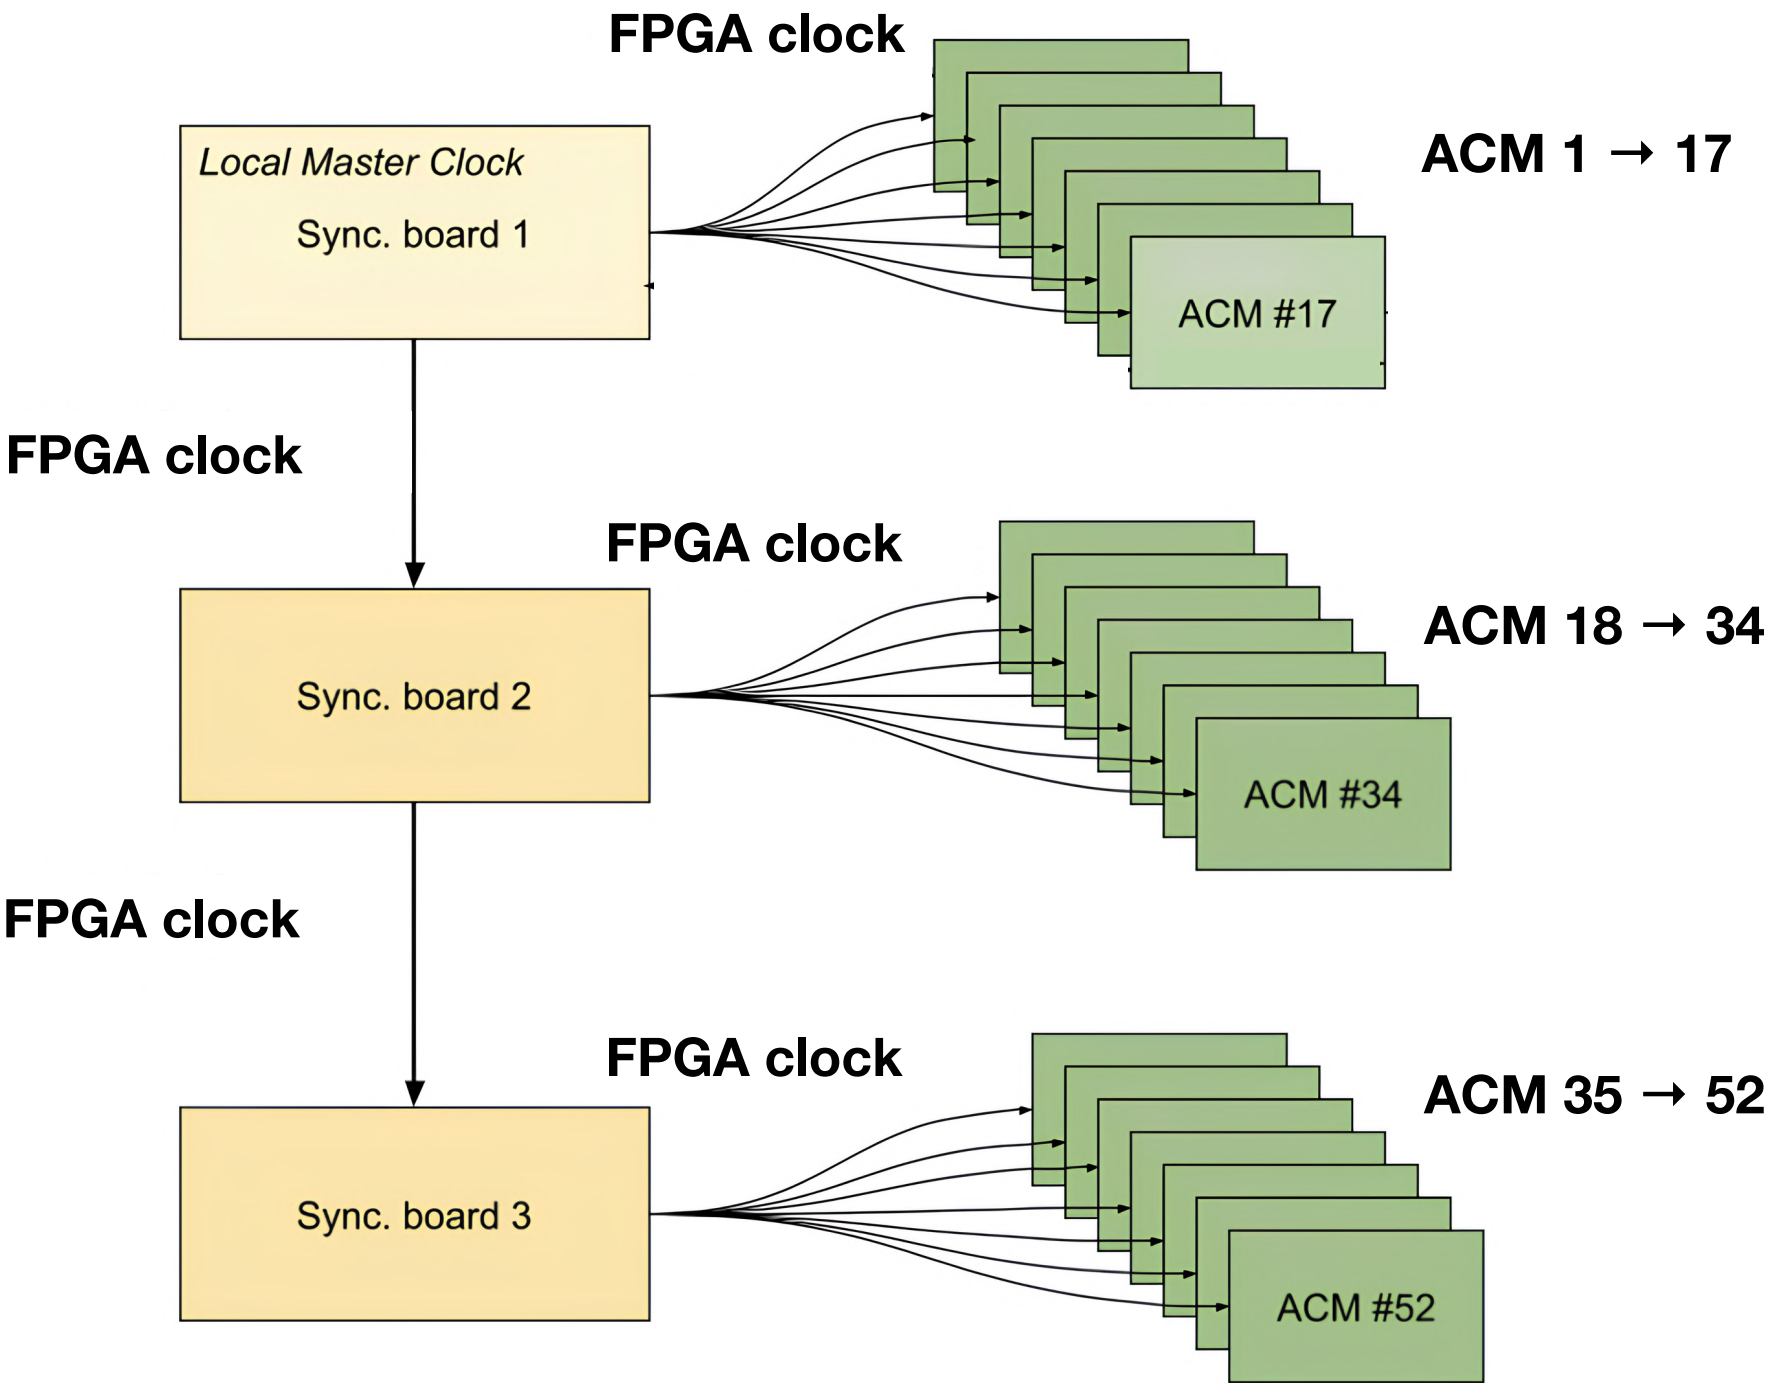 FPGA clock
Local Master Clock
Sync. board 1
ACM #17
ACM 1 → 17
FPGA clock
FPGA clock
Sync. board 2
ACM #34
ACM 18 → 34
FPGA clock
FPGA clock
Sync. board 3
ACM #52
ACM 35 → 52